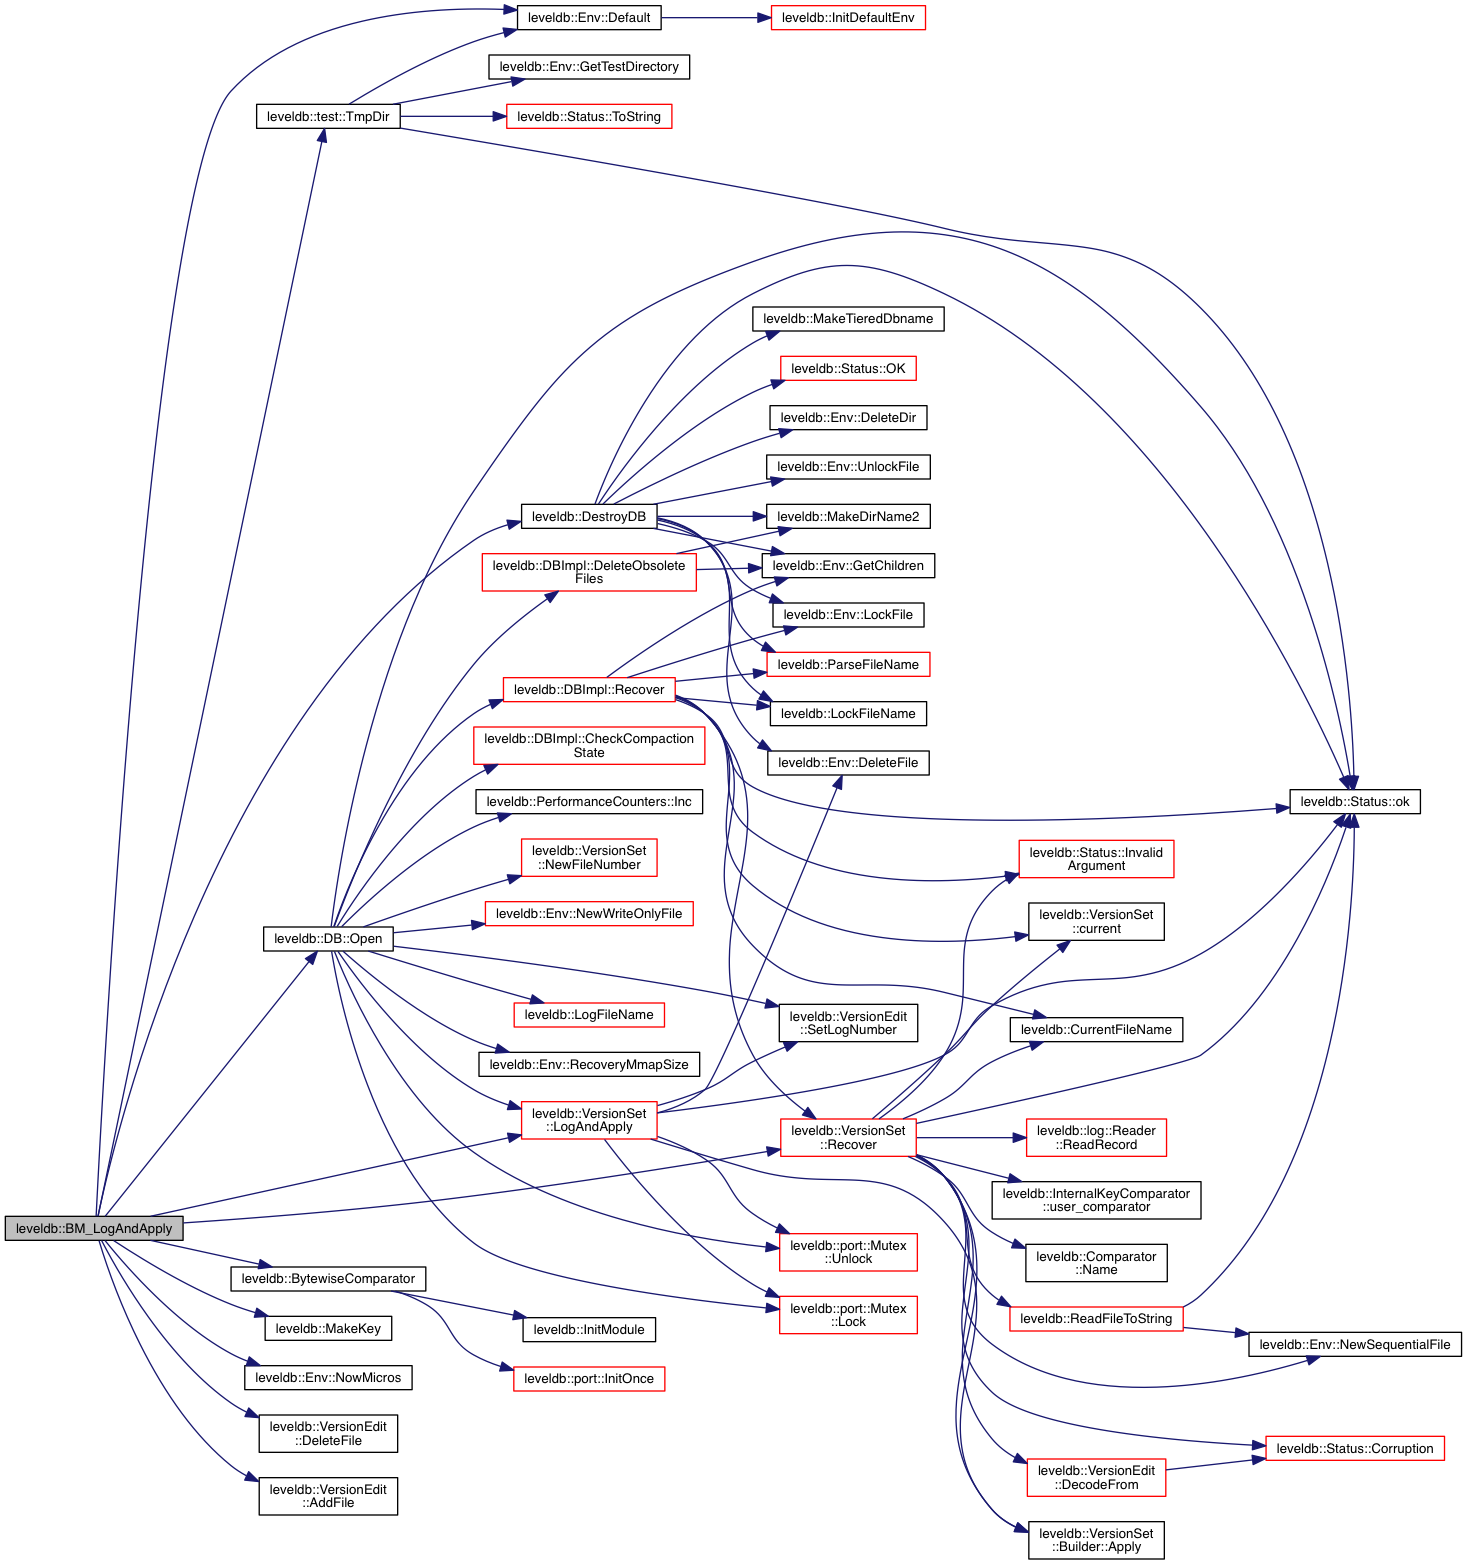 leveldb::Env::Default
leveldb::InitDefaultEnv
leveldb::Env::GetTestDirectory
leveldb::test::TmpDir
leveldb::Status::ToString
leveldb::MakeTieredDbname
leveldb::Status::OK
leveldb::Env::DeleteDir
leveldb::Env::UnlockFile
leveldb::DestroyDB
leveldb::MakeDirName2
leveldb::DBImpl::DeleteObsolete
Files
leveldb::Env::GetChildren
leveldb::Env::LockFile
leveldb::ParseFileName
leveldb::DBImpl::Recover
leveldb::LockFileName
leveldb::DBImpl::CheckCompaction
State
leveldb::Env::DeleteFile
leveldb::PerformanceCounters::Inc
leveldb::Status::ok
leveldb::VersionSet
::NewFileNumber
leveldb::Status::Invalid
Argument
leveldb::Env::NewWriteOnlyFile
leveldb::VersionSet
::current
leveldb::DB::Open
leveldb::LogFileName
leveldb::VersionEdit
::SetLogNumber
leveldb::CurrentFileName
leveldb::Env::RecoveryMmapSize
leveldb::VersionSet
::LogAndApply
leveldb::VersionSet
::Recover
leveldb::log::Reader
::ReadRecord
leveldb::InternalKeyComparator
::user_comparator
leveldb::BM_LogAndApply
leveldb::port::Mutex
::Unlock
leveldb::Comparator
::Name
leveldb::BytewiseComparator
leveldb::port::Mutex
::Lock
leveldb::ReadFileToString
leveldb::MakeKey
leveldb::InitModule
leveldb::Env::NewSequentialFile
leveldb::Env::NowMicros
leveldb::port::InitOnce
leveldb::VersionEdit
::DeleteFile
leveldb::Status::Corruption
leveldb::VersionEdit
::DecodeFrom
leveldb::VersionEdit
::AddFile
leveldb::VersionSet
::Builder::Apply